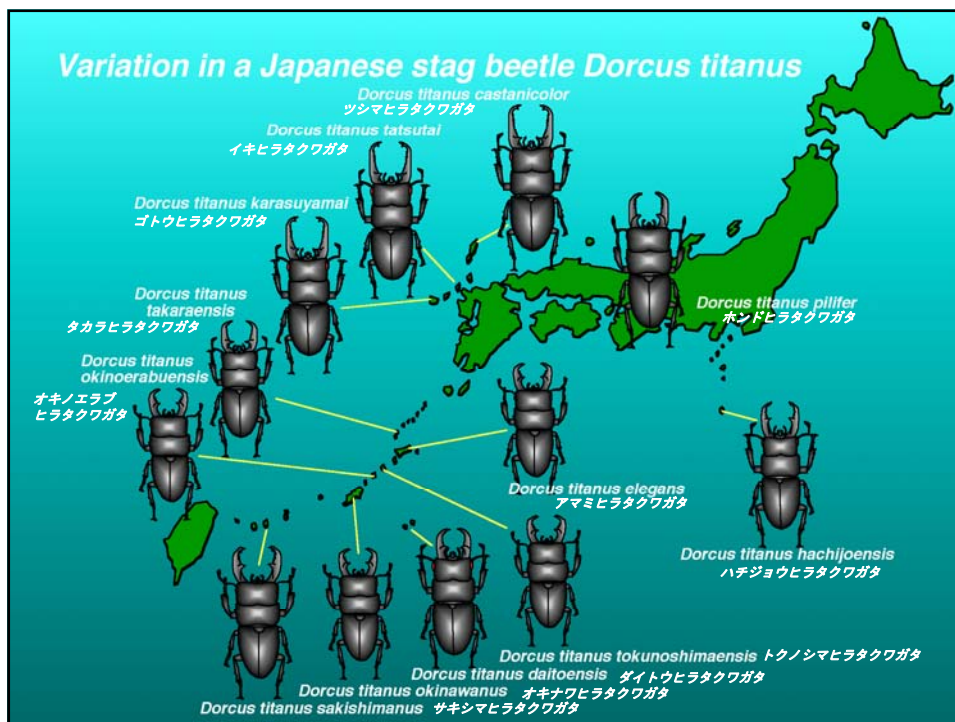 Variation in a Japanese stag beetle Dorcus titanus
Dorcus titanus castanicolor
ツシマヒラタクワガタ
Dorcus titanus tatsutai
イキヒラタクワガタ
Dorcus titanus karasuyamai
ゴトウヒラタクワガタ
Dorcus titanus
takaraensis
タカラヒラタクワガタ
Dorcus titanus pilifer
ホンドヒラタクワガタ
Dorcus titanus
okinoerabuensis
オキノエラブ
ヒラタクワガタ
Dorcus titanus elegans
アマミヒラタクワガタ
Dorcus titanus hachijoensis
ハチジョウヒラタクワガタ
Dorcus titanus tokunoshimaensis トクノシマヒラタクワガタ
Dorcus titanus daitoensis ダイトウヒラタクワガタ
Dorcus titanus okinawanus オキナワヒラタクワガタ
Dorcus titanus sakishimanus サキシマヒラタクワガタ